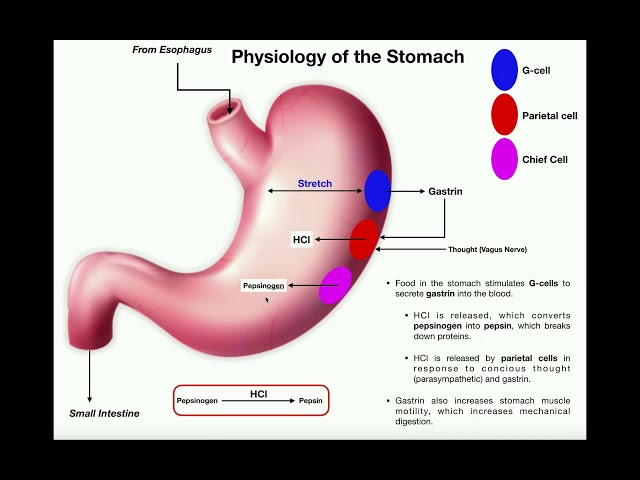 From Esophagus
Physiology of the Stomach
G-cell
Parietal cell
Chief Cell
Stretch
Gastrin
HCl
Thought (Vagus Nerve)
Pepsinogen
• Food in the stomach stimulates G-cells to
secrete gastrin into the blood.
• HCl is released, which converts
pepsinogen into pepsin, which breaks
down proteins.
• HCl is released by parietal cells in
response to concious thought
(parasympathetic) and gastrin.
• Gastrin also increases stomach muscle
motility, which increases mechanical
digestion.
HCl
Pepsinogen Pepsin
Small Intestine